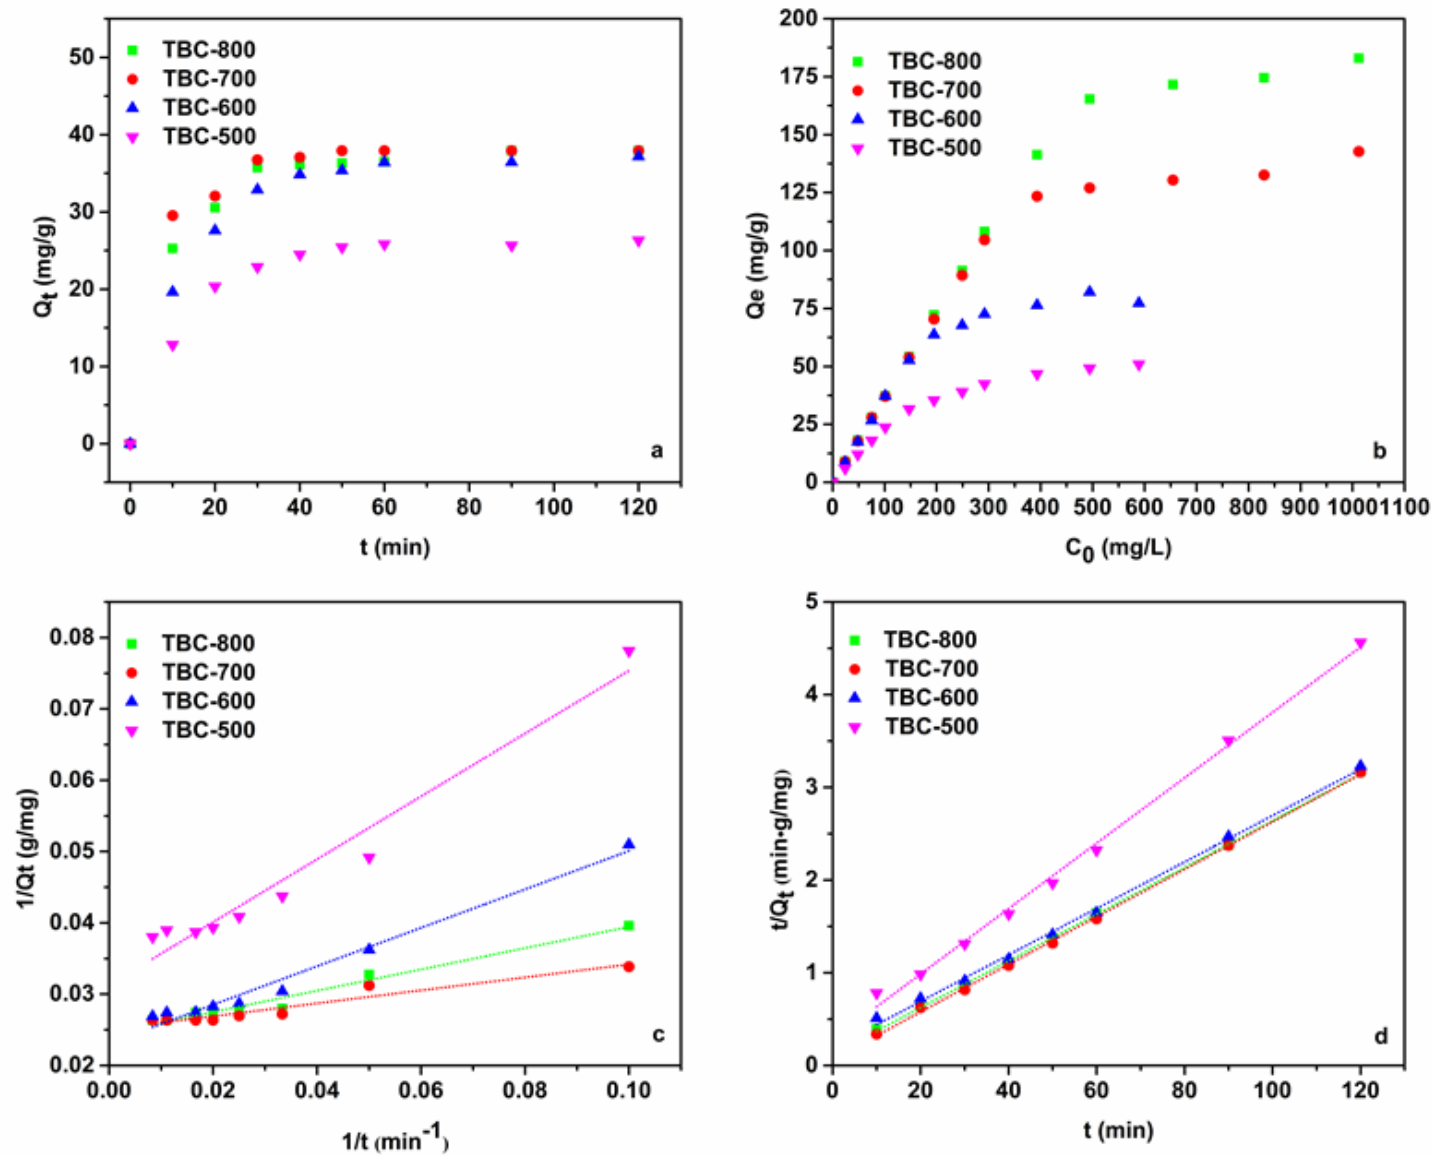 TBC-800
TBC-700
TBC-600
TBC-500
50
40
30
20
10
0
Qt (mg/g)
a
0 20 40 60 80 100 120
t (min)
TBC-800
TBC-700
TBC-600
TBC-500
200
175
150
125
100
75
50
25
0
Qe (mg/g)
b
0 100 200 300 400 500 600 700 800 900 1000 1100
C0 (mg/L)
TBC-800
TBC-700
TBC-600
TBC-500
0.08
0.07
0.06
0.05
0.04
0.03
0.02
1/Qt (g/mg)
c
0.00 0.02 0.04 0.06 0.08 0.10
1/t (min-1)
TBC-800
TBC-700
TBC-600
TBC-500
5
4
3
2
1
0
t/Qt (min•g/mg)
d
0 20 40 60 80 100 120
t (min)